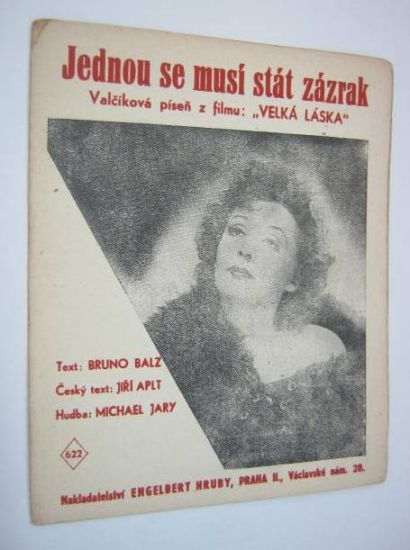 Jednou se musí stát zázrak
Valčíková píseň z filmu: „VELKÁ LÁSKA"
Text: BRUNO BALZ
Český text: JIŘÍ APLT
Hudba: MICHAEL JARY
622
Nakladatelství ENGELBERT HRUBY, PRAHA II., Václavské nám. 28.